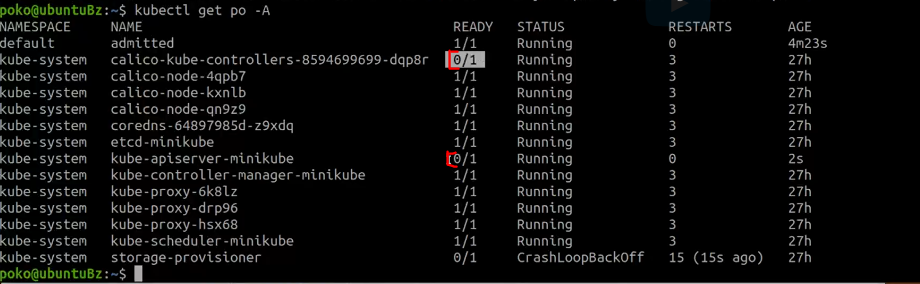 poko@ubuntuBz:~$ kubectl get po -A
NAMESPACE NAME READY STATUS RESTARTS AGE
default admitted 1/1 Running 0 4m23s
kube-system calico-kube-controllers-8594699699-dqp8r 0/1 Running 3 27h
kube-system calico-node-4qpb7 1/1 Running 3 27h
kube-system calico-node-kxnlb 1/1 Running 3 27h
kube-system calico-node-qn9z9 1/1 Running 3 27h
kube-system coredns-64897985d-z9xdq 1/1 Running 3 27h
kube-system etcd-minikube 1/1 Running 3 27h
kube-system kube-apiserver-minikube 0/1 Running 0 2s
kube-system kube-controller-manager-minikube 1/1 Running 3 27h
kube-system kube-proxy-6k8lz 1/1 Running 3 27h
kube-system kube-proxy-drp96 1/1 Running 3 27h
kube-system kube-proxy-hsx68 1/1 Running 3 27h
kube-system kube-scheduler-minikube 1/1 Running 3 27h
kube-system storage-provisioner 0/1 CrashLoopBackOff 15 (15s ago) 27h
poko@ubuntuBz:~$